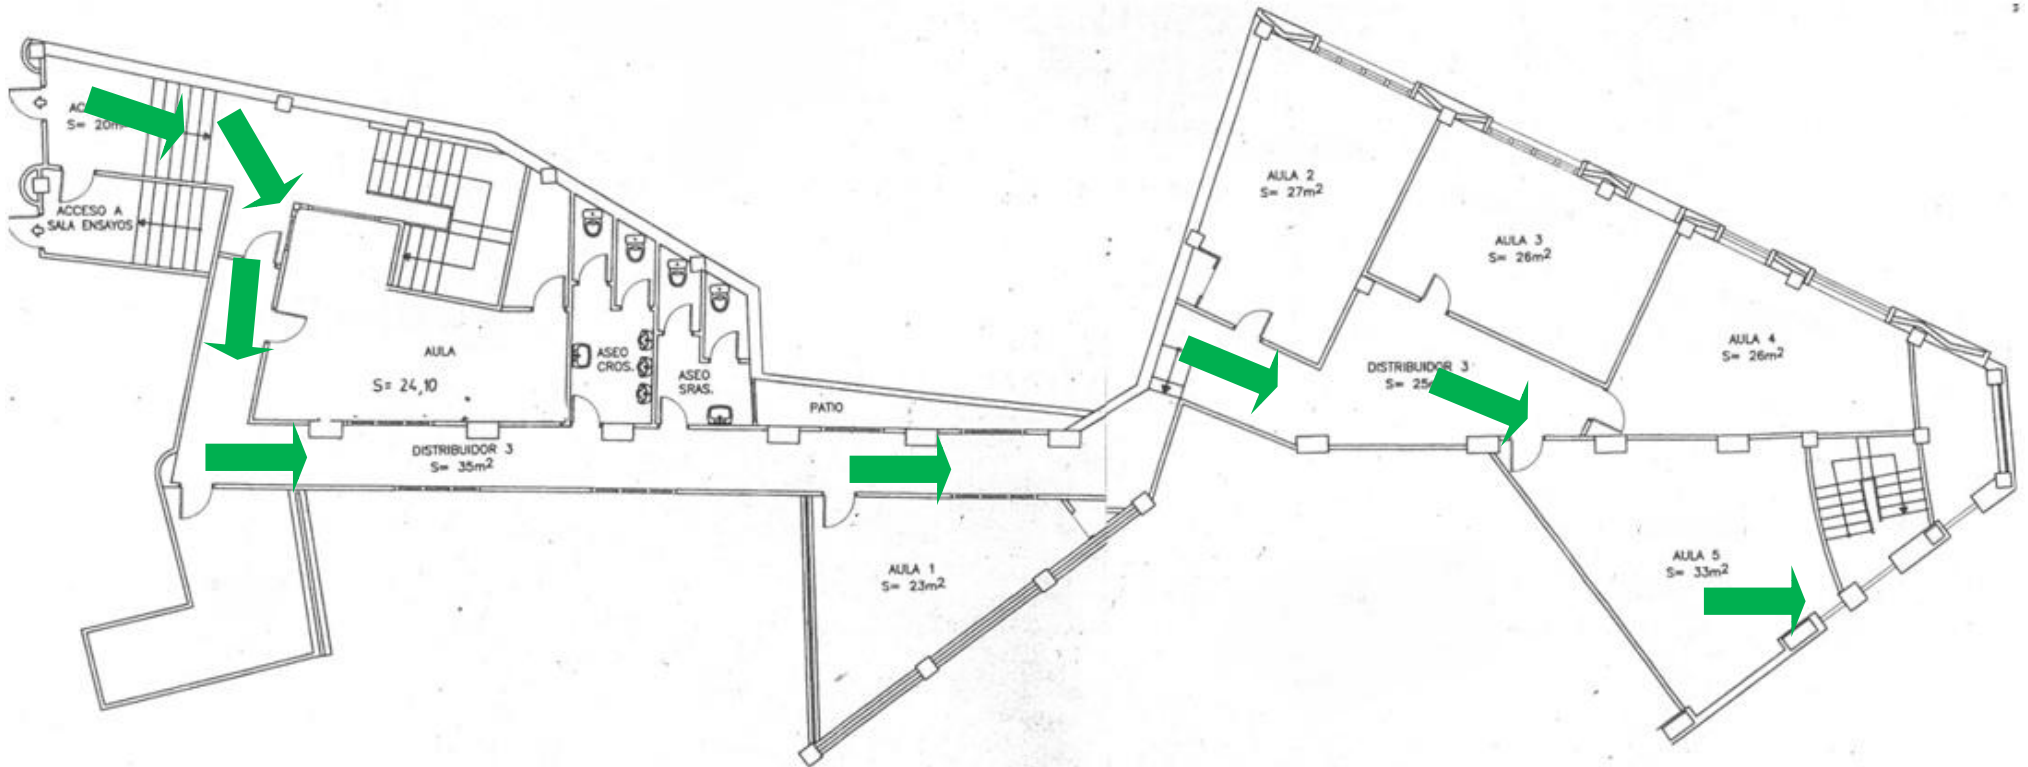 S= 20m
ACCESO A
SALA ENSAYOS
AULA
S= 24,10
ASEO
CROS.
ASEO
SRAS.
PATIO
DISTRIBUIDOR 3
S= 35m²
AULA 1
S= 23m²
AULA 2
S= 27m²
AULA 3
S= 26m²
AULA 4
S= 26m²
DISTRIBUIDOR 3
S= 25
AULA 5
S= 33m²